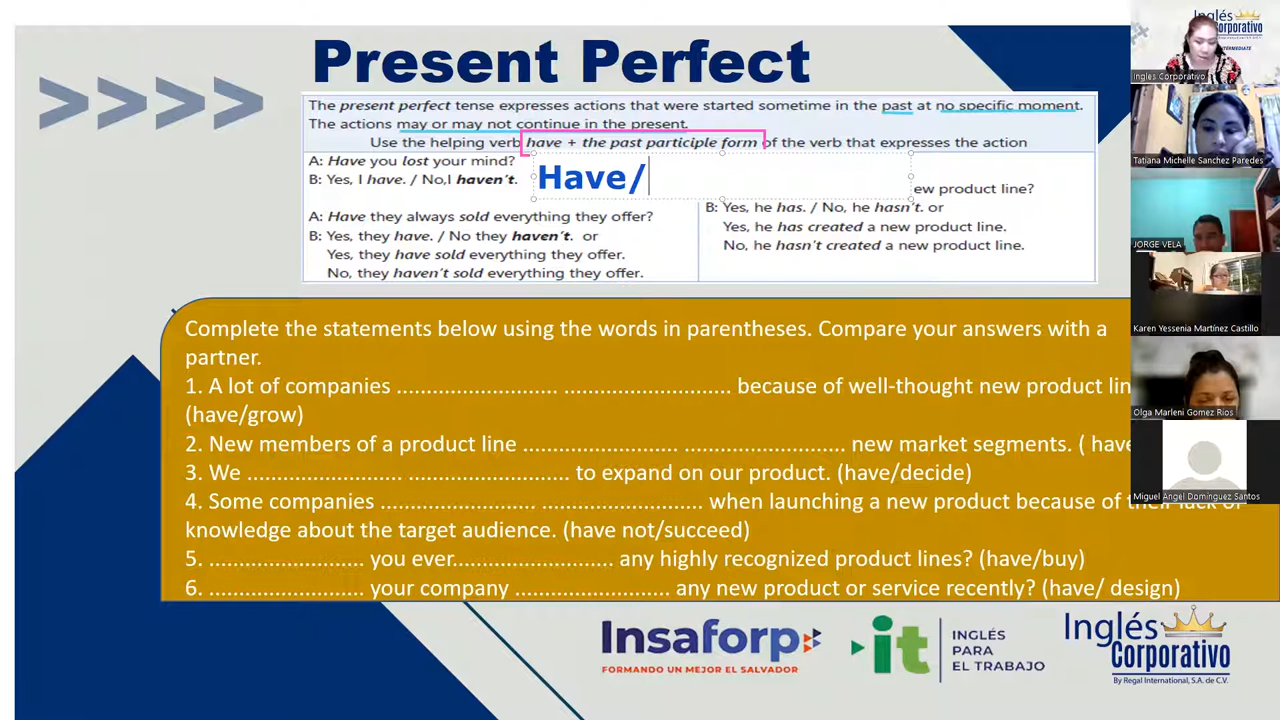 Present Perfect
The present perfect tense expresses actions that were started sometime in the past at no specific moment.
The actions may or may not continue in the present.
Use the helping verb have + the past participle form of the verb that expresses the action
A: Have you lost your mind?
B: Yes, I have. / No,I haven't.
Have/
ew product line?
A: Have they always sold everything they offer?
B: Yes, they have. / No they haven't. or
Yes, they have sold everything they offer.
No, they haven't sold everything they offer.
B: Yes, he has. / No, he hasn't. or
Yes, he has created a new product line.
No, he hasn't created a new product line.
Complete the statements below using the words in parentheses. Compare your answers with a
partner.
1. A lot of companies ........................... ............................ because of well-thought new product lin
(have/grow)
2. New members of a product line .......................... ........................... new market segments. ( have
3. We .......................... ........................... to expand on our product. (have/decide)
4. Some companies .......................... ........................... when launching a new product because of their lack of
knowledge about the target audience. (have not/succeed)
5. .......................... you ever........................... any highly recognized product lines? (have/buy)
6. .......................... your company .......................... any new product or service recently? (have/ design)
Insaforp
FORMANDO UN MEJOR EL SALVADOR
it
INGLÉS
PARA
EL TRABAJO
Inglés
Corporativo
By Regal International, S.A. de C.V.
Inglés
Corporativo
Ingles Corporativo
Tatiana Michelle Sanchez Paredes
JORGE VELA
Karen Yessenia Martínez Castillo
Olga Marleni Gomez Rios
Miguel Angel Domínguez Santos